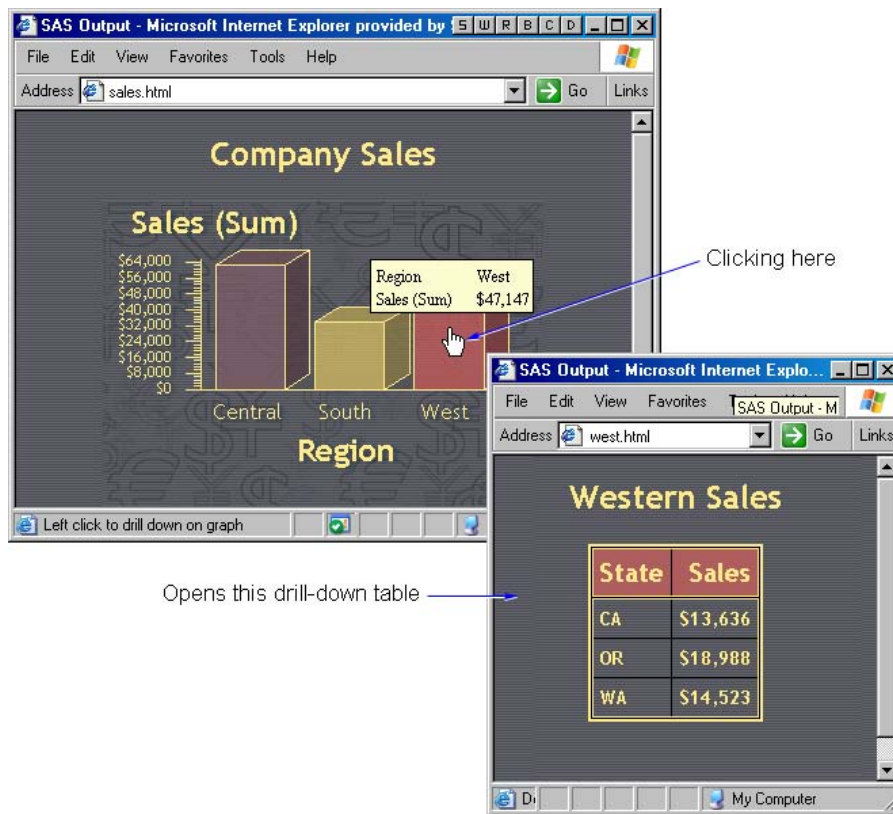 SAS Output - Microsoft Internet Explorer provided by
S W R B C D
File Edit View Favorites Tools Help
Address sales.html Go Links
Company Sales
Sales (Sum)
$64,000
$56,000
$48,000
$40,000
$32,000
$24,000
$16,000
$8,000
$0
Region West
Sales (Sum) $47,147
Central South West
Region
Left click to drill down on graph
Clicking here
Opens this drill-down table
SAS Output - Microsoft Internet Explo...
File Edit View Favorites
SAS Output - M
Address west.html Go Links
Western Sales
State Sales
CA $13,636
OR $18,988
WA $14,523
My Computer